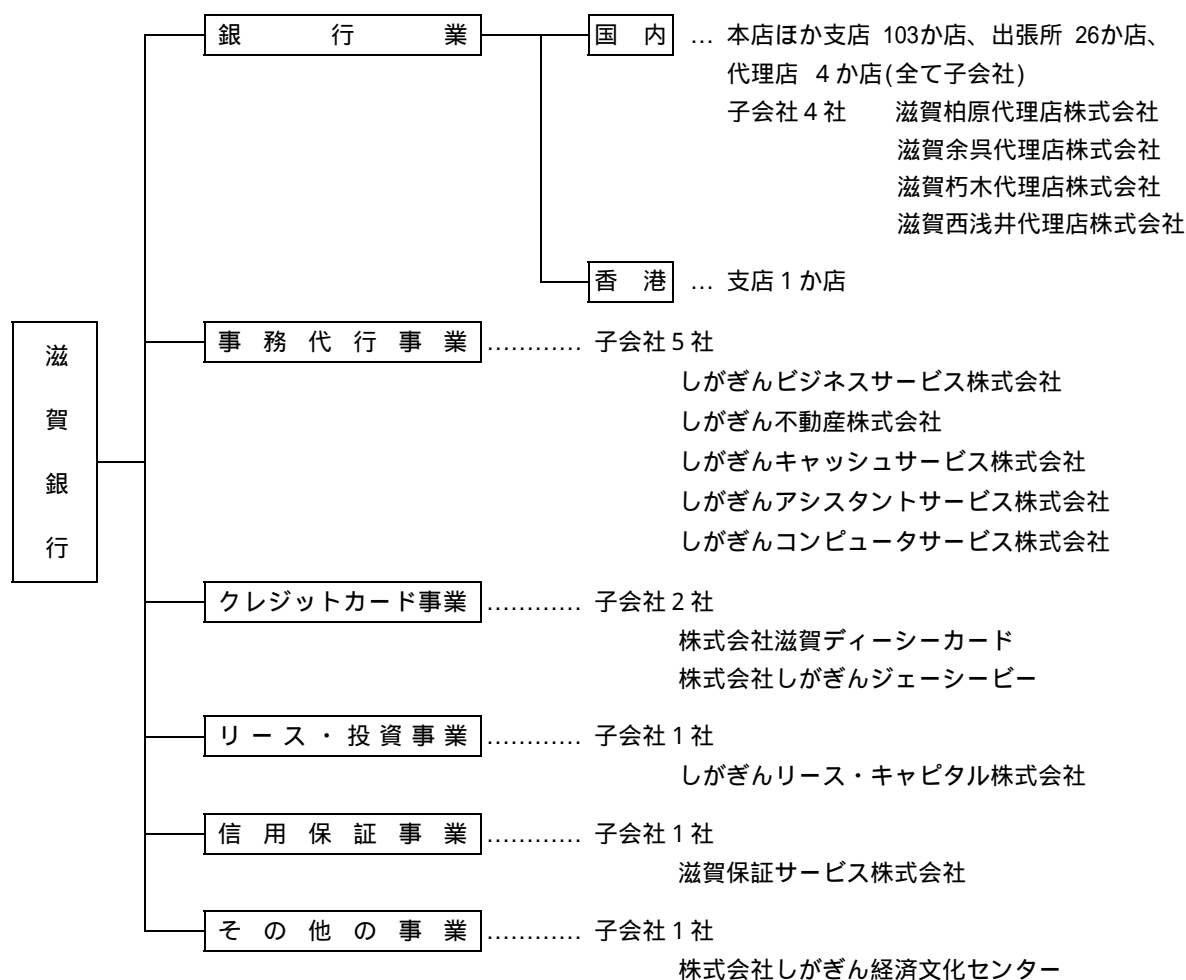 銀行業
国内 … 本店ほか支店 103か店、出張所 26か店、
代理店 4か店(全て子会社)
子会社4社 滋賀柏原代理店株式会社
滋賀余呉代理店株式会社
滋賀朽木代理店株式会社
滋賀西浅井代理店株式会社
香港 … 支店1か店
滋賀銀行
事務代行事業 ………… 子会社5社
しがぎんビジネスサービス株式会社
しがぎん不動産株式会社
しがぎんキャッシュサービス株式会社
しがぎんアシスタントサービス株式会社
しがぎんコンピュータサービス株式会社
クレジットカード事業 ………… 子会社2社
株式会社滋賀ディーシーカード
株式会社しがぎんジェーシービー
リース・投資事業 ………… 子会社1社
しがぎんリース・キャピタル株式会社
信用保証事業 ………… 子会社1社
滋賀保証サービス株式会社
その他の事業 ………… 子会社1社
株式会社しがぎん経済文化センター